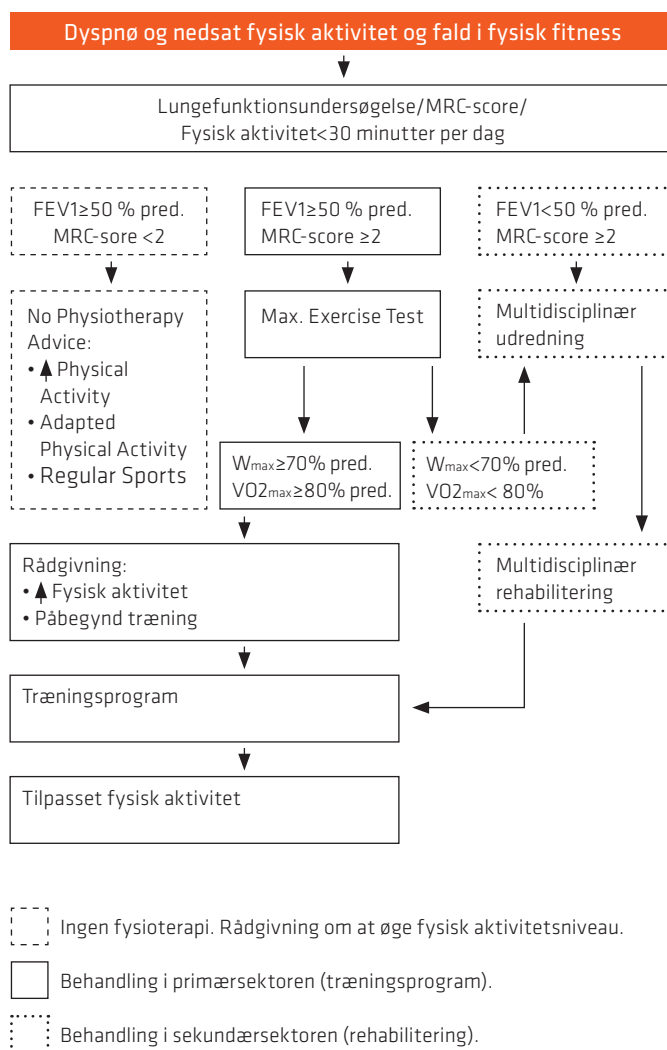 Dyspnø og nedsat fysisk aktivitet og fald i fysisk fitness
Lungefunktionsundersøgelse/MRC-score/
Fysisk aktivitet<30 minutter per dag
FEV1≥50 % pred.
MRC-sore <2
FEV1≥50 % pred.
MRC-score ≥2
FEV1<50 % pred.
MRC-score ≥2
No Physiotherapy
Advice:
• Physical
Activity
• Adapted
Physical Activity
• Regular Sports
Max. Exercise Test
Multidisciplinær
udredning
Wmax≥70% pred.
VO2max≥80% pred.
Wmax<70% pred.
VO2max< 80%
Rådgivning:
• Fysisk aktivitet
• Påbegynd træning
Multidisciplinær
rehabilitering
Træningsprogram
Tilpasset fysisk aktivitet
Ingen fysioterapi. Rådgivning om at øge fysisk aktivitetsniveau.
Behandling i primærsektoren (træningsprogram).
Behandling i sekundærsektoren (rehabilitering).